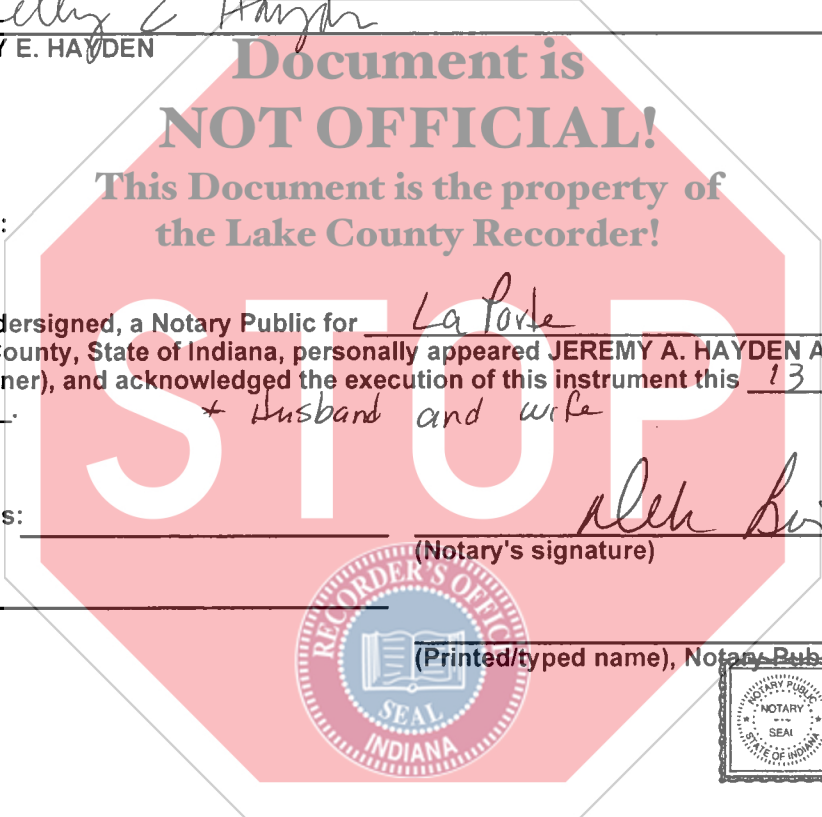 Hayden
Y E. HAYDEN
Document is
NOT OFFICIAL!
This Document is the property of
the Lake County Recorder!
:
dersigned, a Notary Public for La Porte
County, State of Indiana, personally appeared JEREMY A. HAYDEN A
ner), and acknowledged the execution of this instrument this 13
* Husband and wife
STOP
s:
(Notary's signature)
RECORDER'S OFFICE
SEAL
INDIANA
(Printed/typed name), Notary Pub
NOTARY PUBLIC
NOTARY
SEAL
STATE OF INDIANA